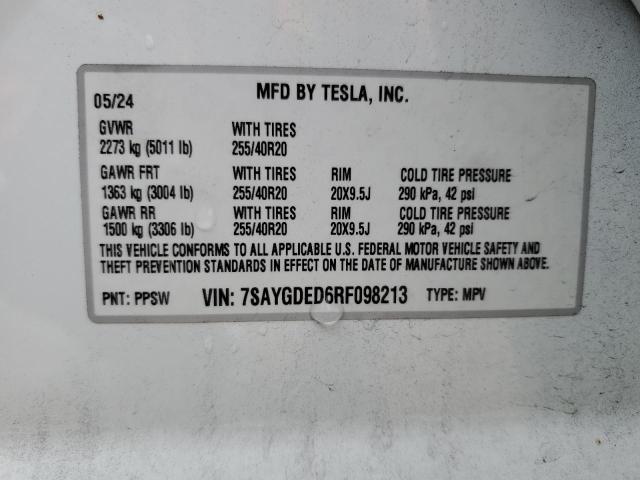 05/24 MFD BY TESLA, INC.
GVWR WITH TIRES
2273 kg (5011 lb) 255/40R20
GAWR FRT WITH TIRES RIM COLD TIRE PRESSURE
1363 kg (3004 lb) 255/40R20 20X9.5J 290 kPa, 42 psi
GAWR RR WITH TIRES RIM COLD TIRE PRESSURE
1500 kg (3306 lb) 255/40R20 20X9.5J 290 kPa, 42 psi
THIS VEHICLE CONFORMS TO ALL APPLICABLE U.S. FEDERAL MOTOR VEHICLE SAFETY AND
THEFT PREVENTION STANDARDS IN EFFECT ON THE DATE OF MANUFACTURE SHOWN ABOVE.
PNT: PPSW VIN: 7SAYGDED6RF098213 TYPE: MPV